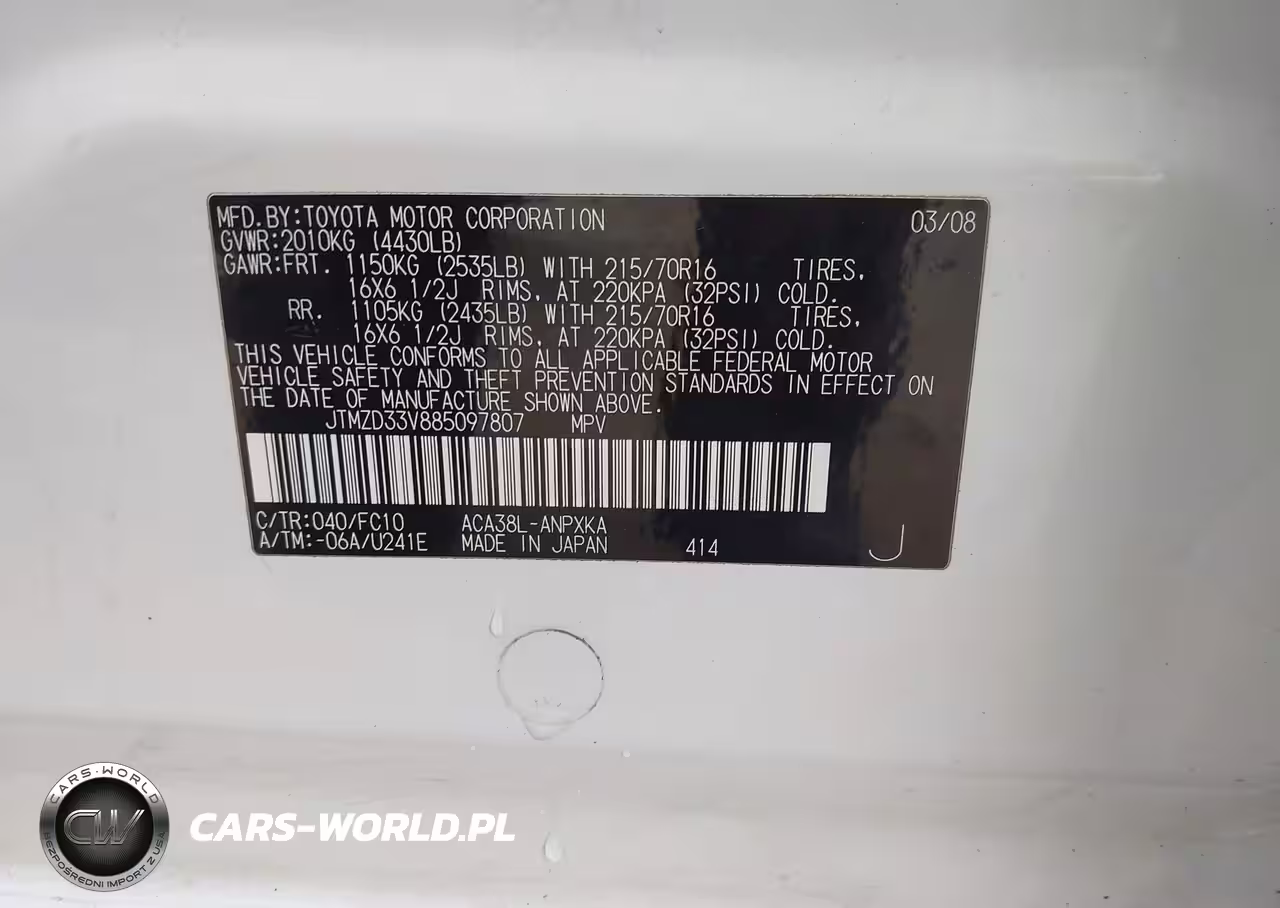 MFD.BY:TOYOTA MOTOR CORPORATION 03/08
GVWR:2010KG (4430LB)
GAWR:FRT. 1150KG (2535LB) WITH 215/70R16 TIRES,
16X6 1/2J RIMS, AT 220KPA (32PSI) COLD.
RR. 1105KG (2435LB) WITH 215/70R16 TIRES,
16X6 1/2J RIMS, AT 220KPA (32PSI) COLD.
THIS VEHICLE CONFORMS TO ALL APPLICABLE FEDERAL MOTOR
VEHICLE SAFETY AND THEFT PREVENTION STANDARDS IN EFFECT ON
THE DATE OF MANUFACTURE SHOWN ABOVE.
JTMZD33V885097807 MPV
C/TR:040/FC10 ACA38L-ANPXKA
A/TM:-06A/U241E MADE IN JAPAN 414 J
CARS-WORLD
CW
BEZPOŚREDNI IMPORT Z USA
CARS-WORLD.PL